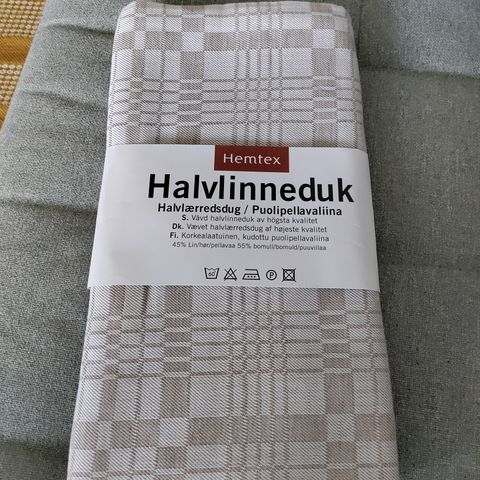 Hemtex
Halvlinneduk
Halvlærredsdug / Puolipellavaliina
S. Vävd halvlinneduk av högsta kvalitet
Dk. Vævet halvlærredsdug af højeste kvalitet
Fi. Korkealaatuinen, kudottu puolipellavaliina
45% Lin/hør/pellavaa 55% bomull/bomuld/puuvillaa
60 P